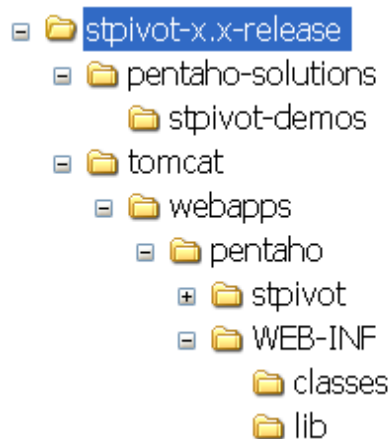 stpivot-x.x-release
pentaho-solutions
stpivot-demos
tomcat
webapps
pentaho
stpivot
WEB-INF
classes
lib